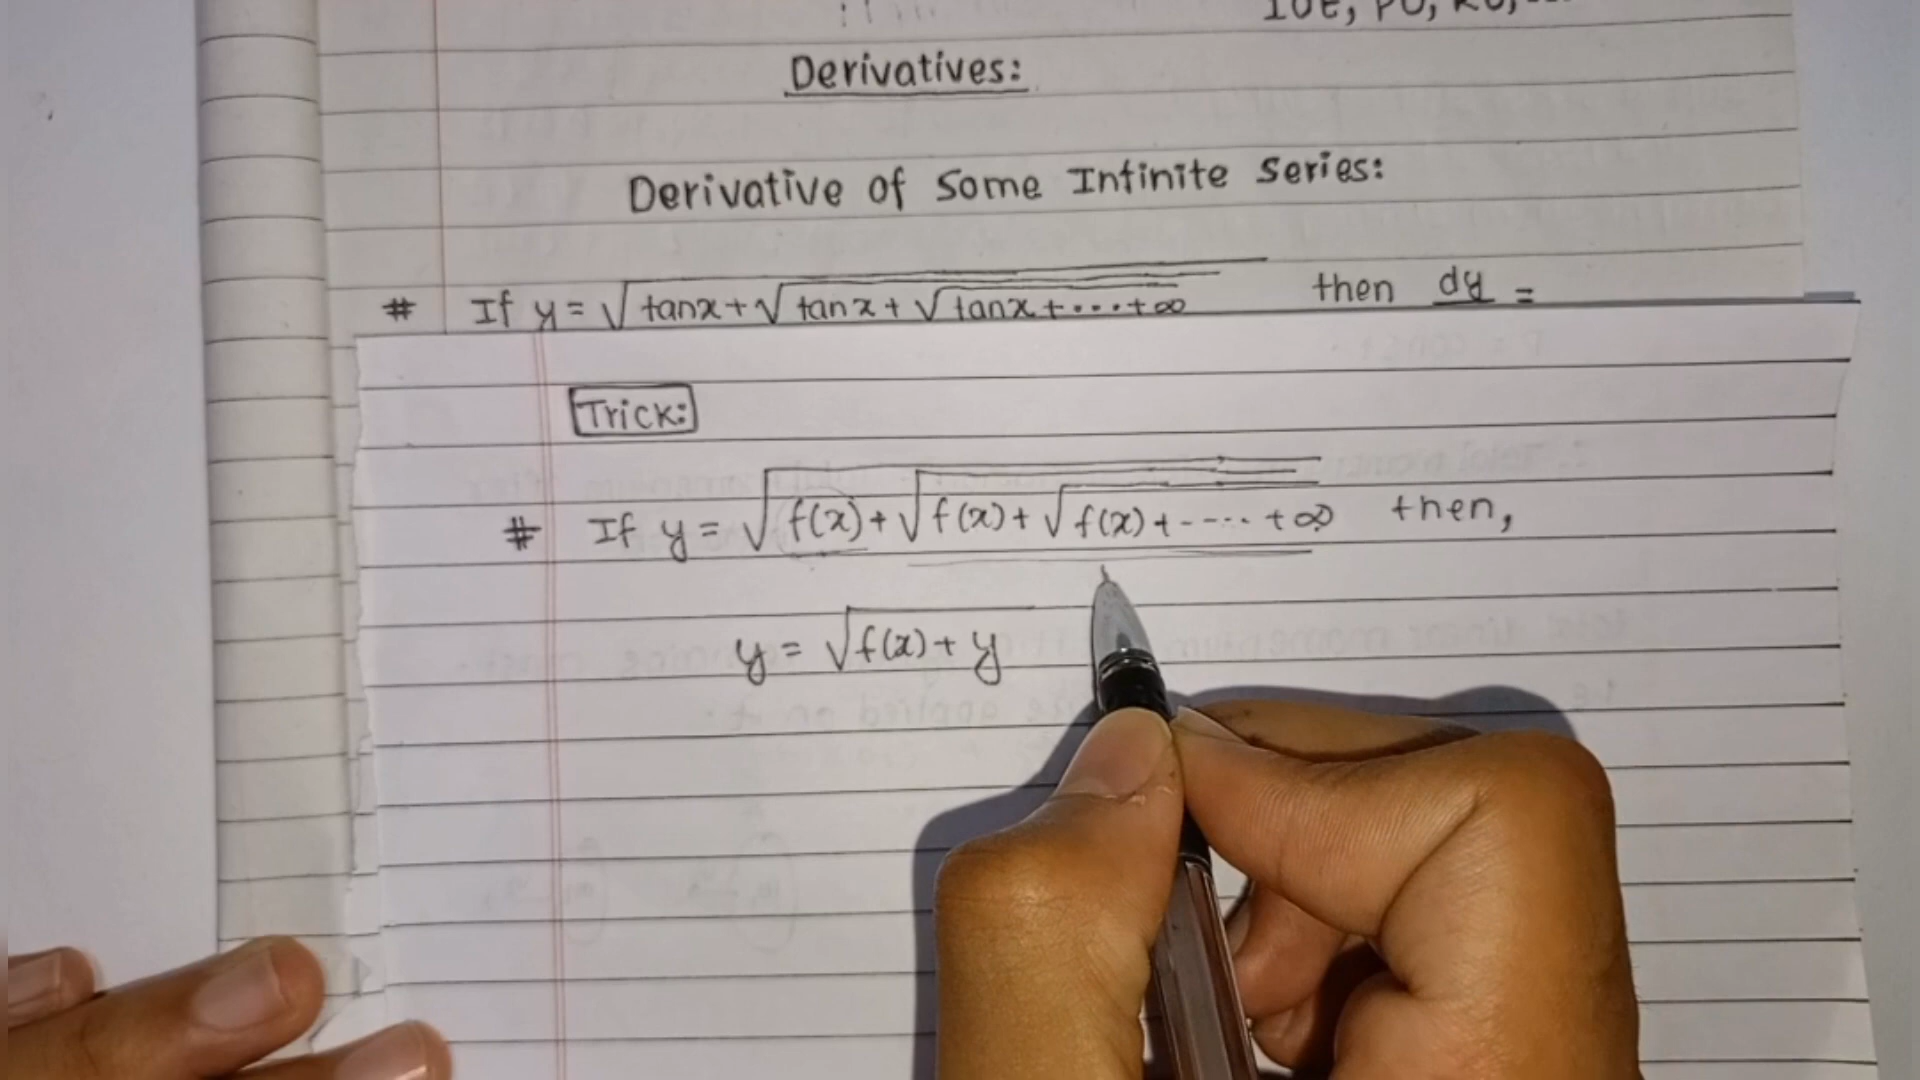 Derivatives:
Derivative of Some Infinite Series:
# If y = √tanx + √tanx + √tanx + ... + ∞ then dy =
Trick:
# If y = √f(x) + √f(x) + √f(x) + ----.. + ∞ then,
y = √f(x) + y